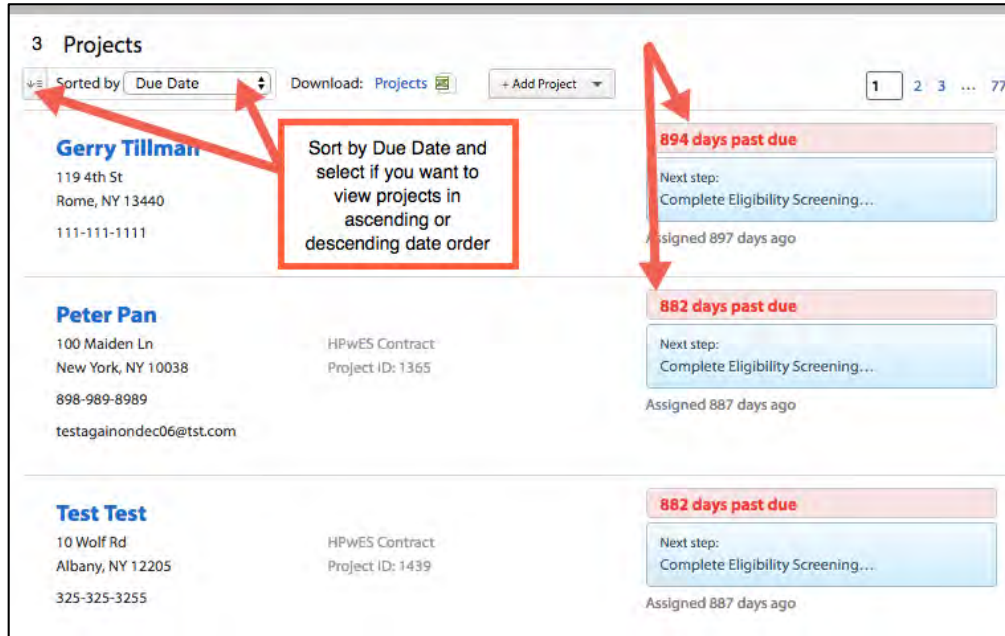 3 Projects
Sorted by Due Date Download: Projects + Add Project 1 2 3 ... 77
Gerry Tillman
119 4th St
Rome, NY 13440
111-111-1111
Sort by Due Date and
select if you want to
view projects in
ascending or
descending date order
894 days past due
Next step:
Complete Eligibility Screening...
Assigned 897 days ago
Peter Pan
100 Maiden Ln
New York, NY 10038
898-989-8989
testagainondec06@tst.com
HPwES Contract
Project ID: 1365
882 days past due
Next step:
Complete Eligibility Screening...
Assigned 887 days ago
Test Test
10 Wolf Rd
Albany, NY 12205
325-325-3255
HPwES Contract
Project ID: 1439
882 days past due
Next step:
Complete Eligibility Screening...
Assigned 887 days ago